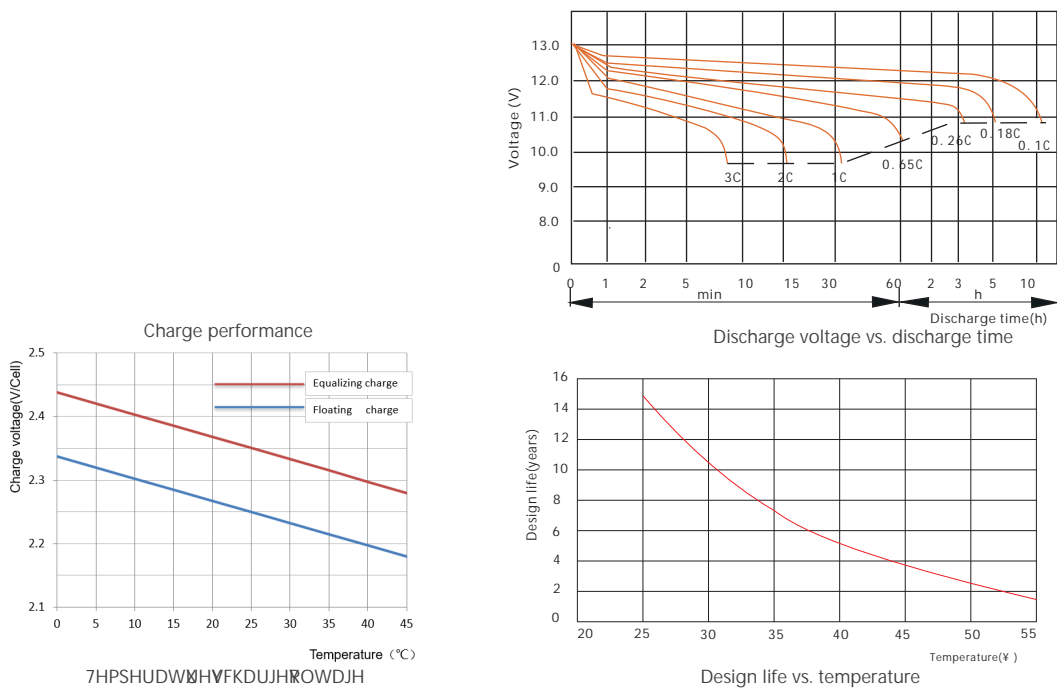 13.0
12.0
11.0
10.0
9.0
8.0
0
Voltage (V)
3C
2C
1C
0.65C
0.26C
0.18C
0.1C
0 1 2 5 10 15 30 60 2 3 5 10
min
h
Discharge time(h)
Discharge voltage vs. discharge time
Charge performance
2.5
2.4
2.3
2.2
2.1
Charge voltage(V/Cell)
Equalizing charge
Floating charge
0 5 10 15 20 25 30 35 40 45
Temperature (℃)
16
14
12
10
8
6
4
2
0
Design life(years)
20 25 30 35 40 45 50 55
Temperature(¥ )
Design life vs. temperature